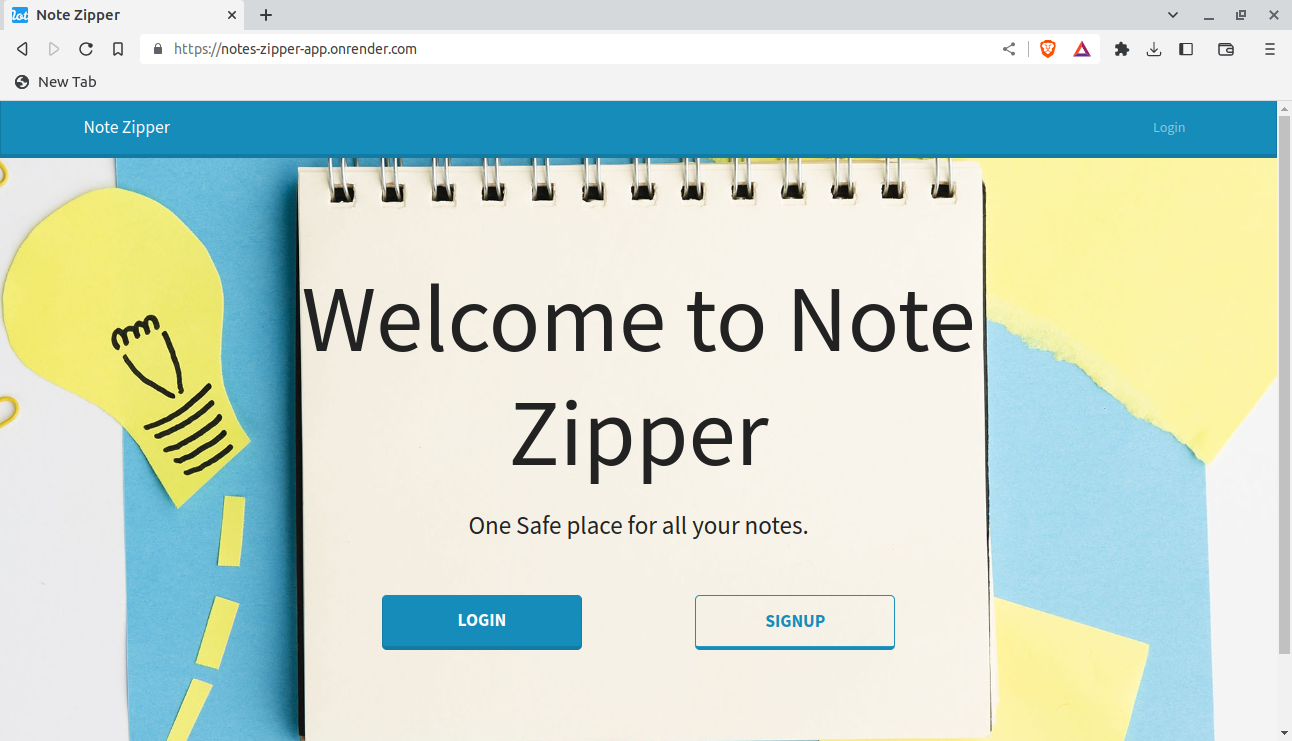 Note Zipper
https://notes-zipper-app.onrender.com
New Tab
Note Zipper
Login
Welcome to Note
Zipper
One Safe place for all your notes.
LOGIN
SIGNUP